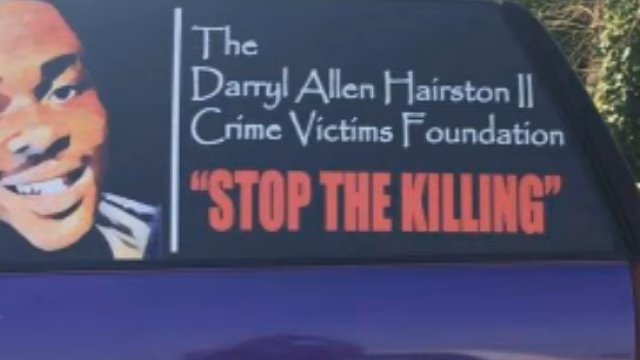 The
Darryl Allen Hairston II
Crime Victims Foundation
"STOP THE KILLING"